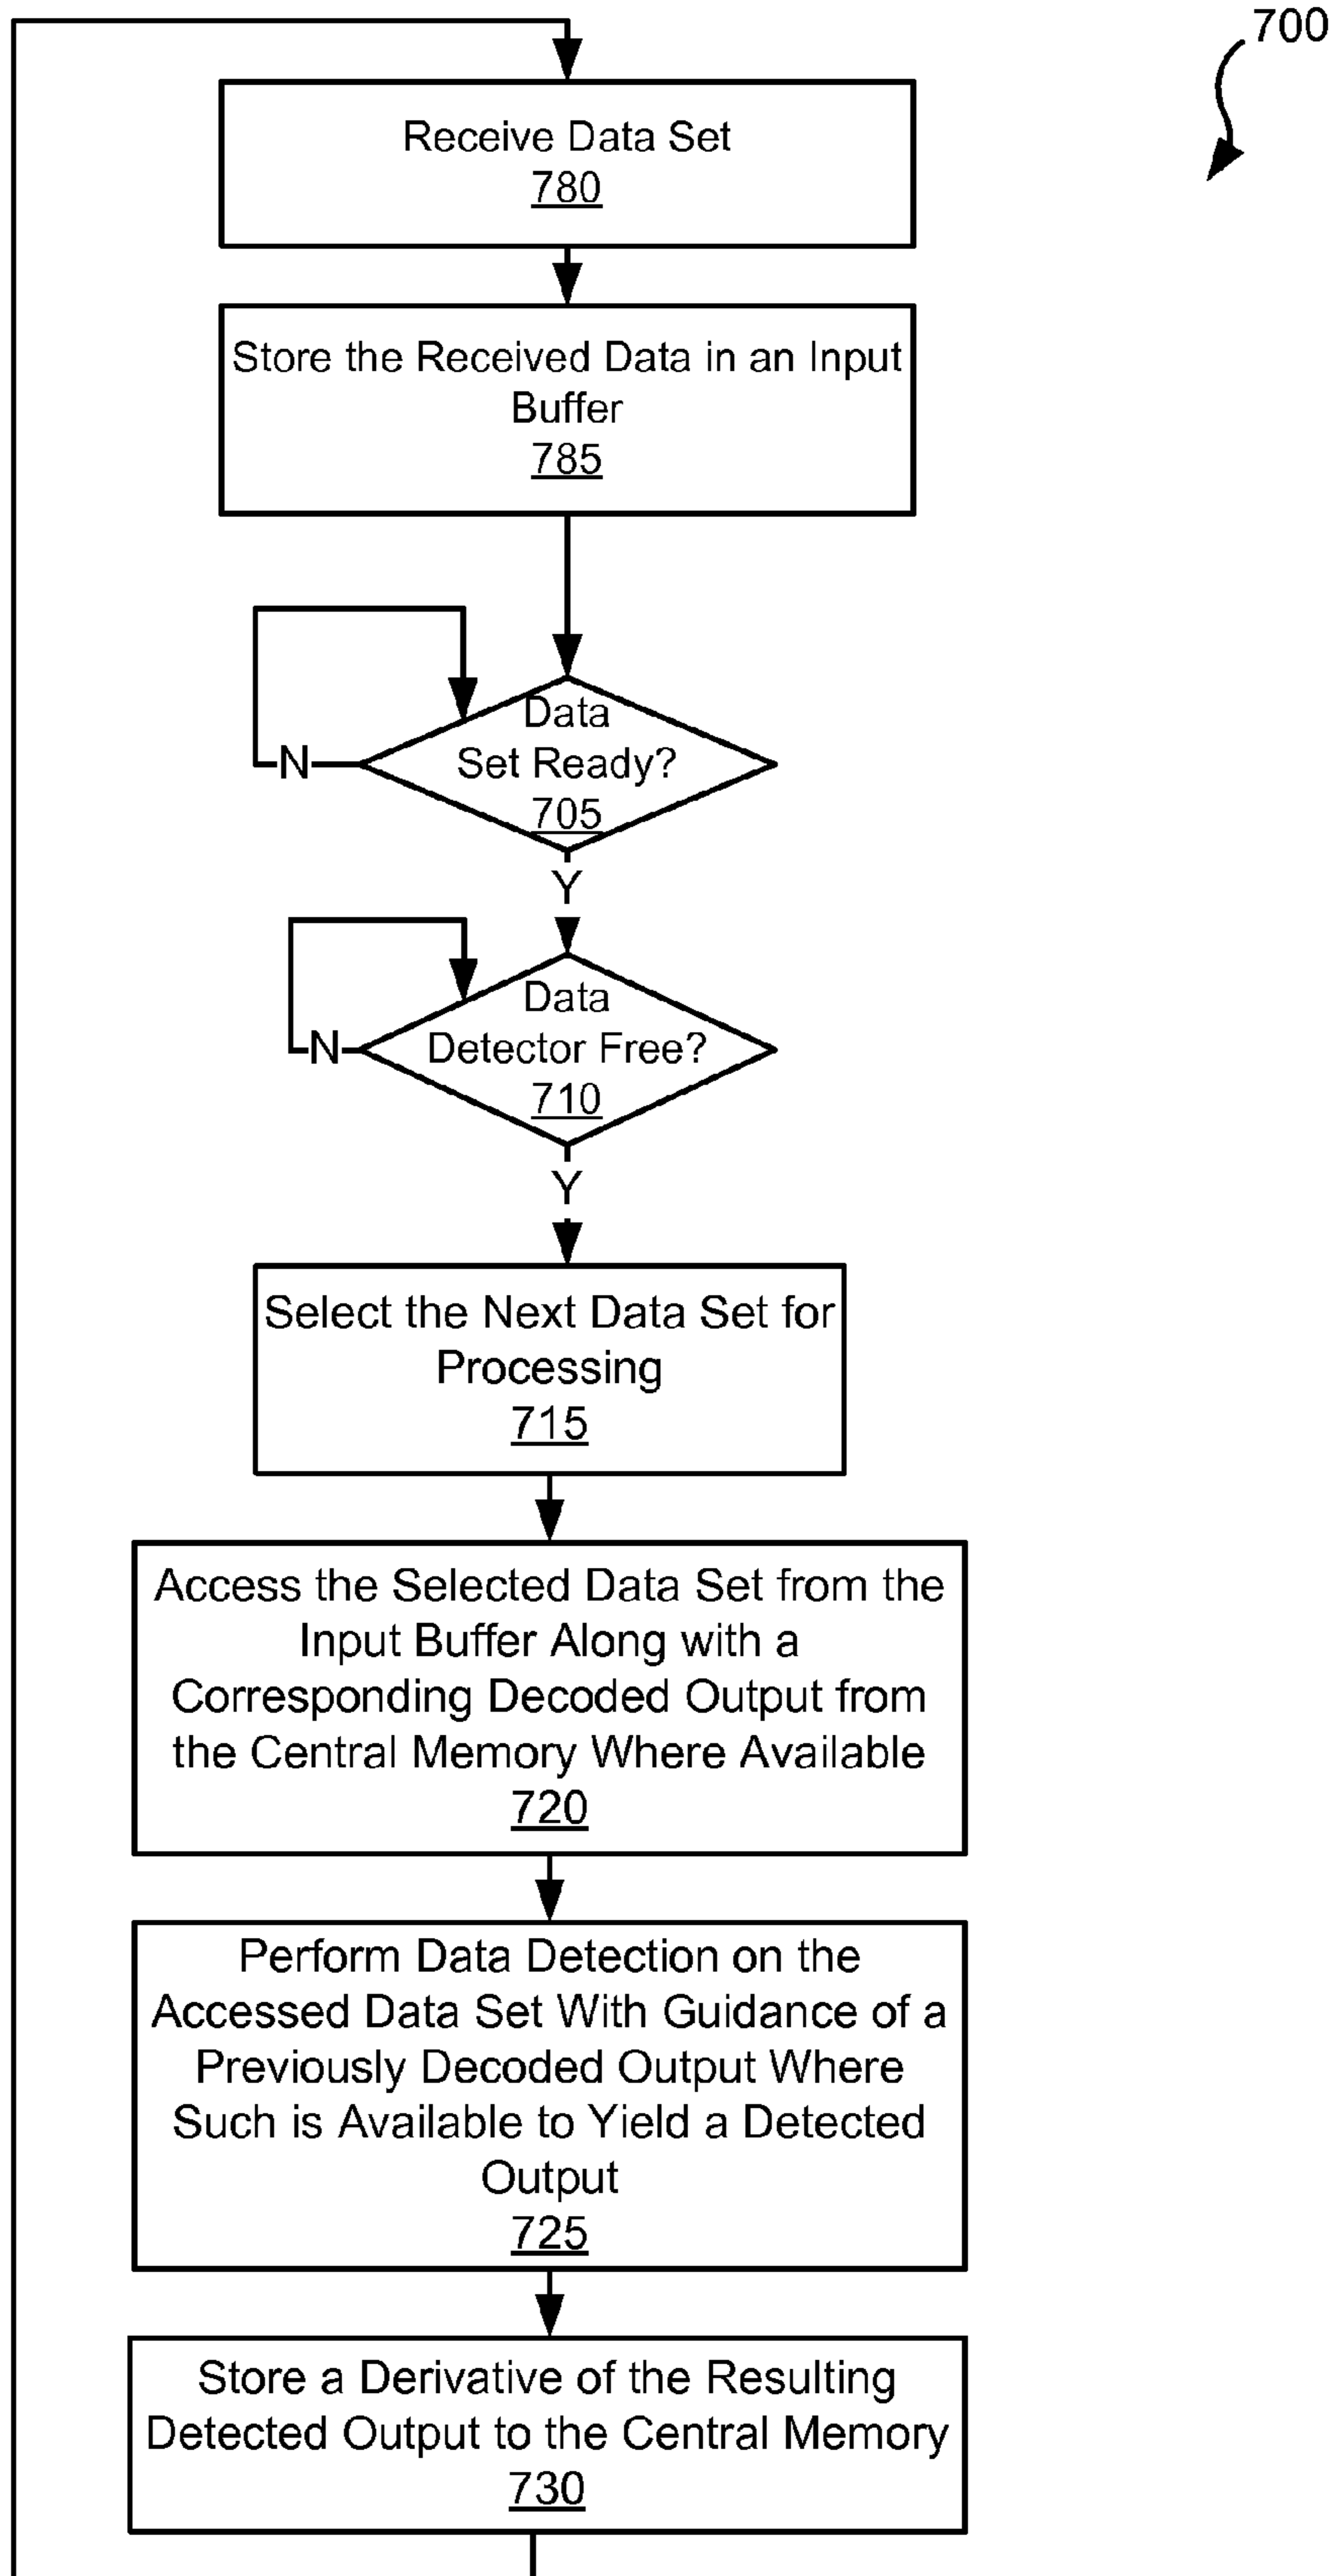 700
Receive Data Set
780
Store the Received Data in an Input
Buffer
785
Data
Set Ready?
705
N
Y
Data
Detector Free?
710
N
Y
Select the Next Data Set for
Processing
715
Access the Selected Data Set from the
Input Buffer Along with a
Corresponding Decoded Output from
the Central Memory Where Available
720
Perform Data Detection on the
Accessed Data Set With Guidance of a
Previously Decoded Output Where
Such is Available to Yield a Detected
Output
725
Store a Derivative of the Resulting
Detected Output to the Central Memory
730